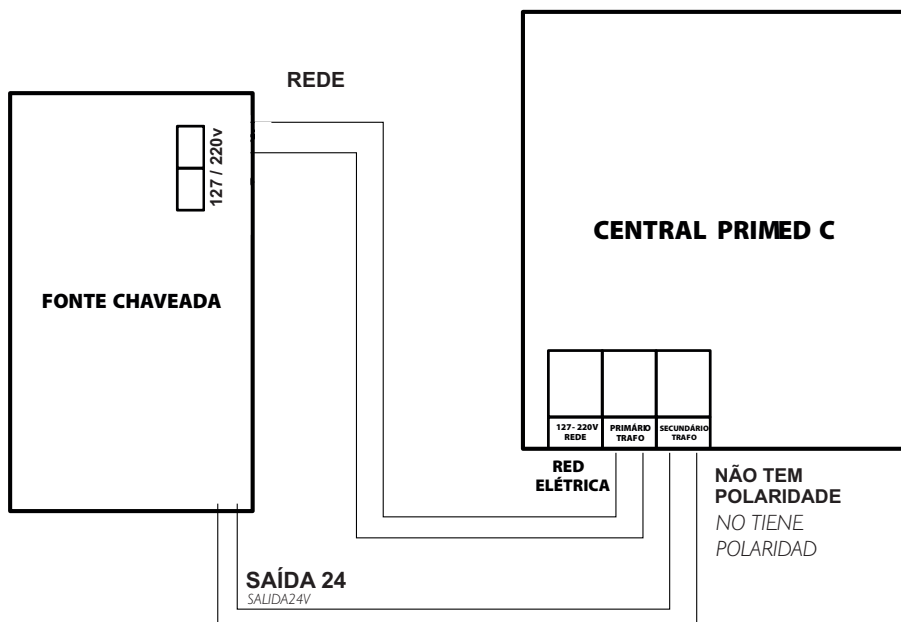 REDE
127 / 220v
FONTE CHAVEADA
CENTRAL PRIMED C
127- 220V
REDE
PRIMÁRIO
TRAFO
SECUNDÁRIO
TRAFO
RED
ELÉTRICA
NÃO TEM
POLARIDADE
NO TIENE
POLARIDAD
SAÍDA 24
SALIDA24V